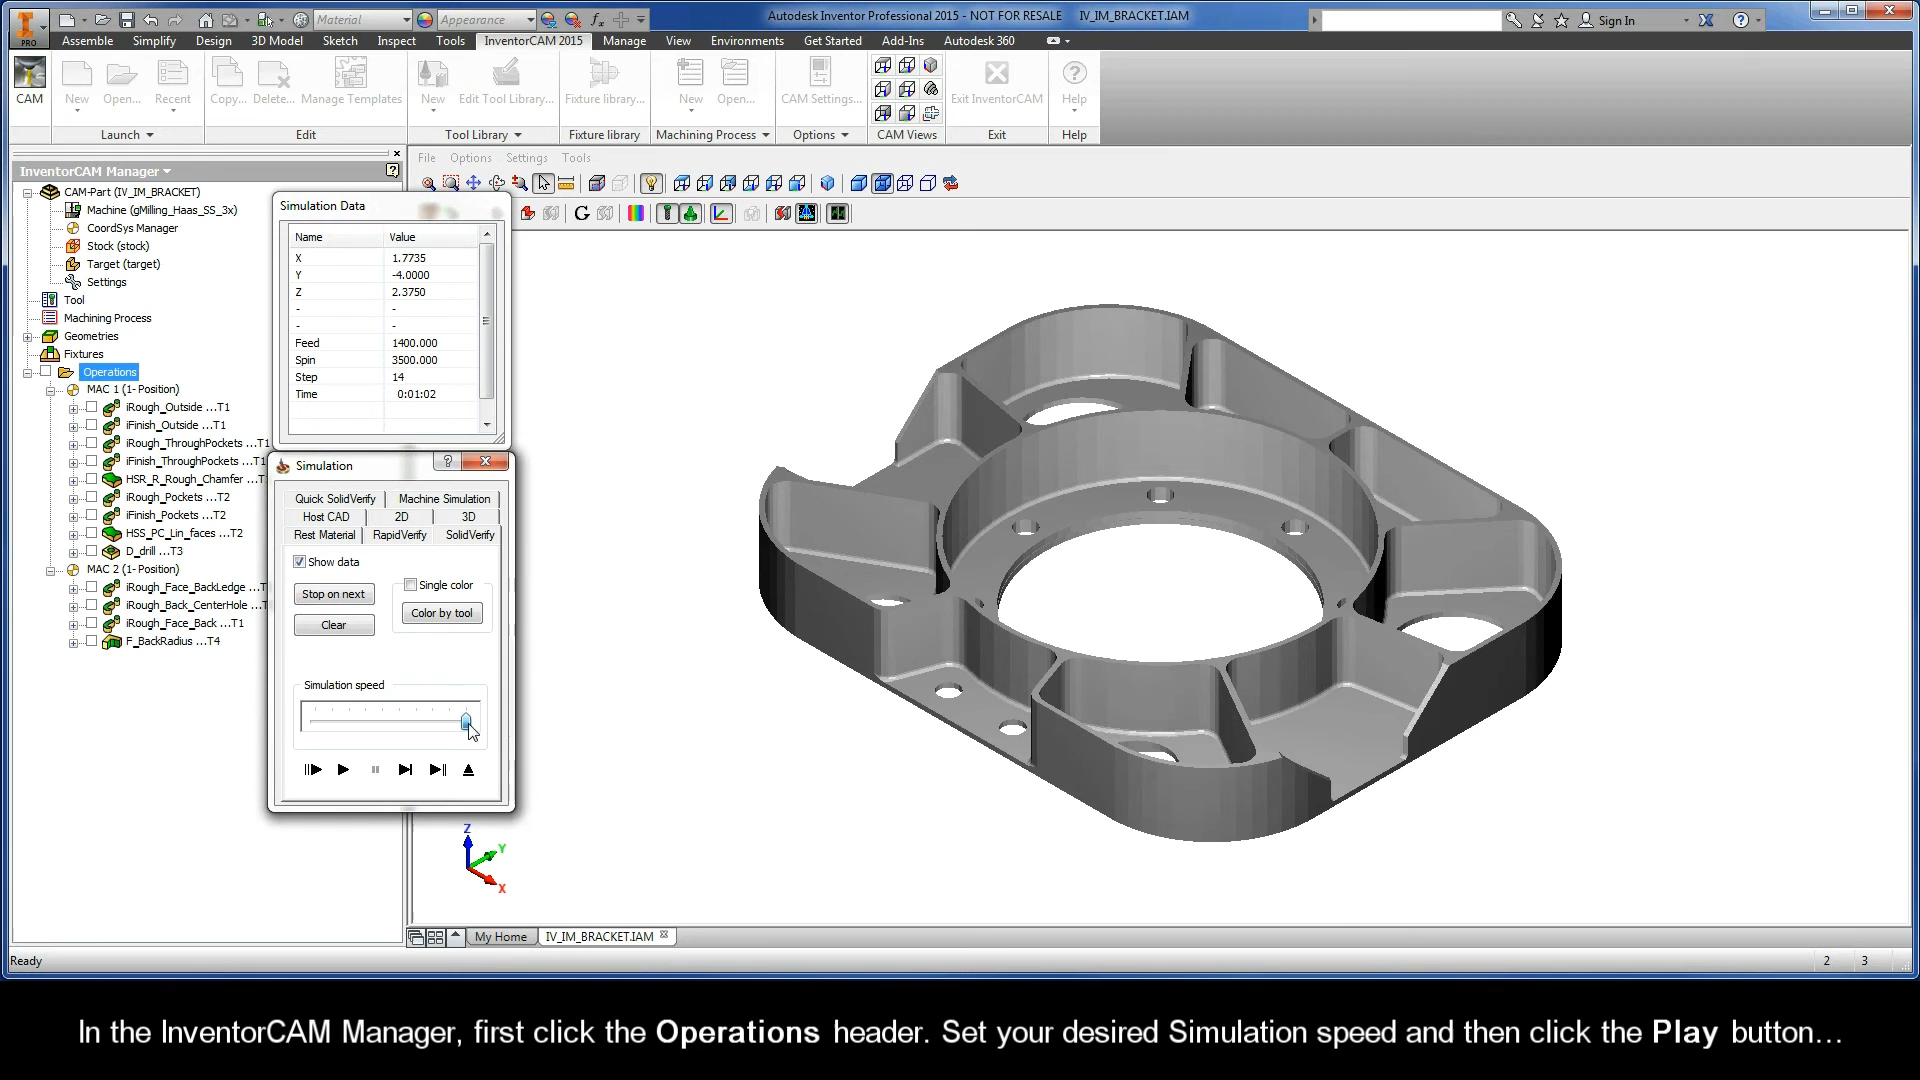 Material
Appearance
Autodesk Inventor Professional 2015 - NOT FOR RESALE IV_IM_BRACKET.IAM
Sign In
PRO
Assemble Simplify Design 3D Model Sketch Inspect Tools InventorCAM 2015 Manage View Environments Get Started Add-Ins Autodesk 360
CAM New Open... Recent Copy... Delete... Manage Templates New Edit Tool Library... Fixture library... New Open... CAM Settings... Exit InventorCAM Help
Launch Edit Tool Library Fixture library Machining Process Options CAM Views Exit Help
InventorCAM Manager
File Options Settings Tools
CAM-Part (IV_IM_BRACKET)
Machine (gMilling_Haas_SS_3x)
CoordSys Manager
Stock (stock)
Target (target)
Settings
Tool
Machining Process
Geometries
Fixtures
Operations
MAC 1 (1- Position)
iRough_Outside ...T1
iFinish_Outside ...T1
iRough_ThroughPockets ...T1
iFinish_ThroughPockets ...T1
HSR_R_Rough_Chamfer ...T
iRough_Pockets ...T2
iFinish_Pockets ...T2
HSS_PC_Lin_faces ...T2
D_drill ...T3
MAC 2 (1- Position)
iRough_Face_BackLedge ...T
iRough_Back_CenterHole ...T
iRough_Face_Back ...T1
F_BackRadius ...T4
Simulation Data
Name Value
X 1.7735
Y -4.0000
Z 2.3750
- -
- -
Feed 1400.000
Spin 3500.000
Step 14
Time 0:01:02
Simulation
Quick SolidVerify Machine Simulation
Host CAD 2D 3D
Rest Material RapidVerify SolidVerify
Show data
Stop on next
Single color
Clear
Color by tool
Simulation speed
Z
Y
X
My Home IV_IM_BRACKET.IAM
Ready
2 3
In the InventorCAM Manager, first click the Operations header. Set your desired Simulation speed and then click the Play button...